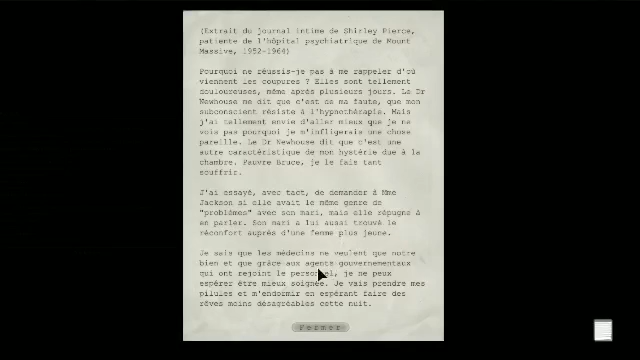 (Extrait du journal intime de Shirley Pierce,
patiente de l'hôpital psychiatrique de Mount
Massive, 1952-1964)
Pourquoi ne réussis-je pas à me rappeler d'où
viennent les coupures ? Elles sont tellement
douloureuses, même après plusieurs jours. Le Dr
Newhouse me dit que c'est de ma faute, que mon
subconscient résiste à l'hypnothérapie. Mais
j'ai tellement envie d'aller mieux que je ne
vois pas pourquoi je m'infligerais une chose
pareille. Le Dr Newhouse dit que c'est une
autre caractéristique de mon hystérie due à la
chambre. Pauvre Bruce, je le fais tant
souffrir.
J'ai essayé, avec tact, de demander à Mme
Jackson si elle avait le même genre de
"problèmes" avec son mari, mais elle répugne à
en parler. Son mari a lui aussi trouvé le
réconfort auprès d'une femme plus jeune.
Je sais que les médecins ne veulent que notre
bien et que grâce aux agents gouvernementaux
qui ont rejoint le personnel, je ne peux
espérer être mieux soignée. Je vais prendre mes
pilules et m'endormir en espérant faire des
rêves moins désagréables cette nuit.
Fermer